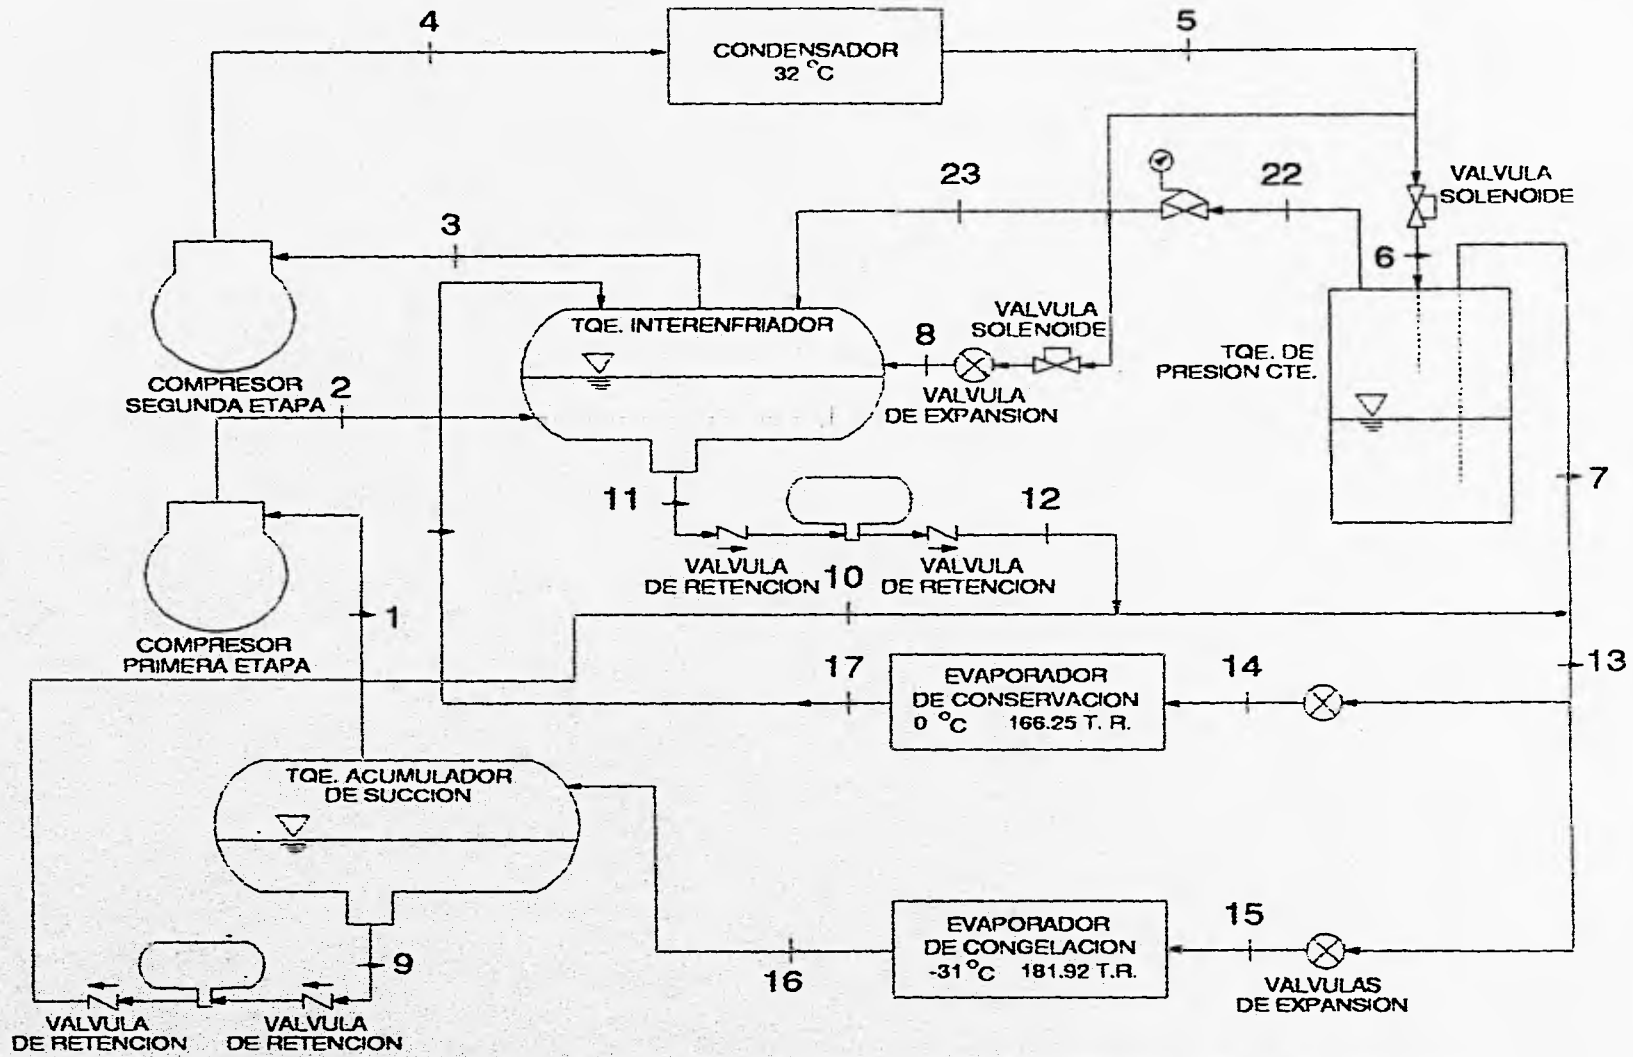 4
CONDENSADOR
32 °C
5
VALVULA
SOLENOIDE
23
22
3
6
TQE. INTERENFRIADOR
VALVULA
SOLENOIDE
8
VALVULA
DE EXPANSION
TQE. DE
PRESION CTE.
COMPRESOR
SEGUNDA ETAPA
2
7
11
12
VALVULA
DE RETENCION
VALVULA
DE RETENCION
10
1
COMPRESOR
PRIMERA ETAPA
17
EVAPORADOR
DE CONSERVACION
0 °C 166.25 T. R.
14
13
TQE. ACUMULADOR
DE SUCCION
9
16
EVAPORADOR
DE CONGELACION
-31 °C 181.92 T.R.
15
VALVULAS
DE EXPANSION
VALVULA
DE RETENCION
VALVULA
DE RETENCION